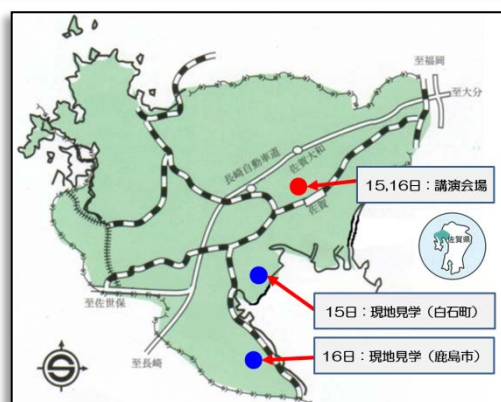 至福岡
至大分
長崎自動車道
佐賀大和
佐賀
15,16日：講演会場
佐賀県
15日：現地見学（白石町）
至佐世保
16日：現地見学（鹿島市）
至長崎